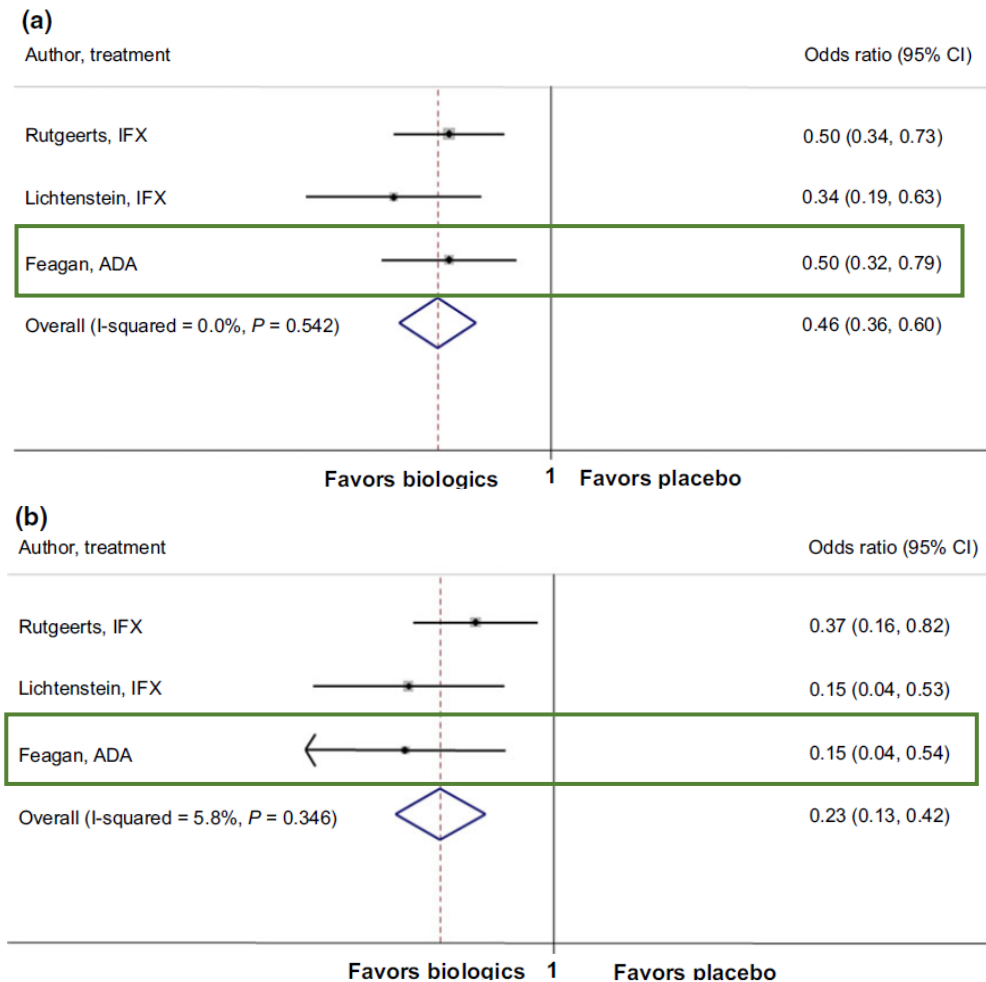 (a)
Author, treatment Odds ratio (95% CI)
Rutgeerts, IFX 0.50 (0.34, 0.73)
Lichtenstein, IFX 0.34 (0.19, 0.63)
Feagan, ADA 0.50 (0.32, 0.79)
Overall (I-squared = 0.0%, P = 0.542) 0.46 (0.36, 0.60)
Favors biologics 1 Favors placebo
(b)
Author, treatment Odds ratio (95% CI)
Rutgeerts, IFX 0.37 (0.16, 0.82)
Lichtenstein, IFX 0.15 (0.04, 0.53)
Feagan, ADA 0.15 (0.04, 0.54)
Overall (I-squared = 5.8%, P = 0.346) 0.23 (0.13, 0.42)
Favors biologics 1 Favors placebo